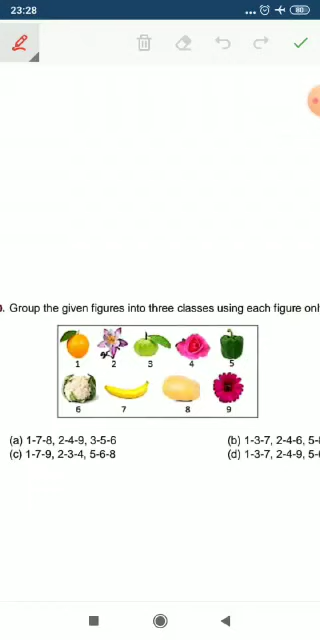 23:28
80
. Group the given figures into three classes using each figure onl
1 2 3 4 5
6 7 8 9
(a) 1-7-8, 2-4-9, 3-5-6
(b) 1-3-7, 2-4-6, 5-
(c) 1-7-9, 2-3-4, 5-6-8
(d) 1-3-7, 2-4-9, 5-